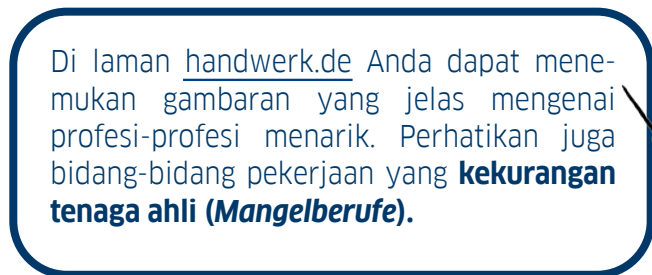 Di laman handwerk.de Anda dapat mene-
mukan gambaran yang jelas mengenai
profesi-profesi menarik. Perhatikan juga
bidang-bidang pekerjaan yang kekurangan
tenaga ahli (Mangelberufe).